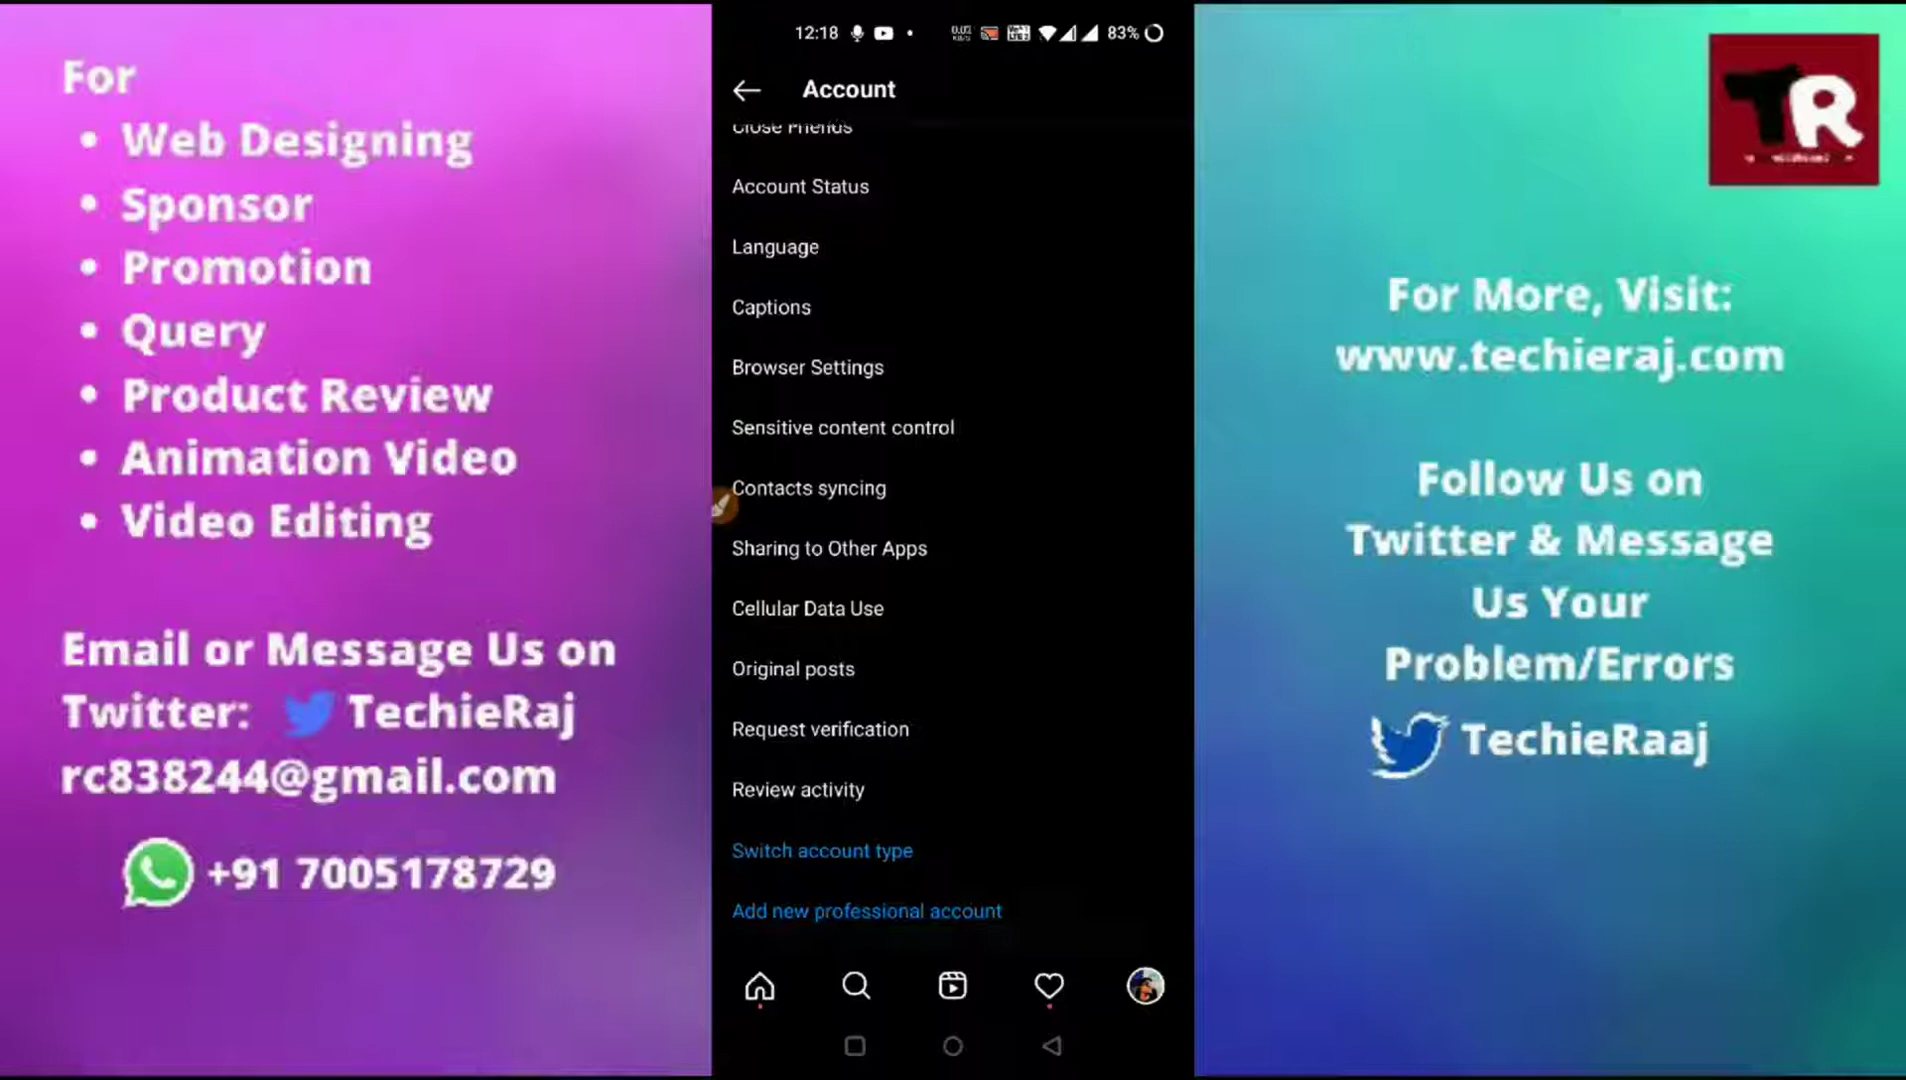 For
• Web Designing
• Sponsor
• Promotion
• Query
• Product Review
• Animation Video
• Video Editing
Email or Message Us on
Twitter: TechieRaj
rc838244@gmail.com
+91 7005178729
12:18
83%
Account
Close Friends
Account Status
Language
Captions
Browser Settings
Sensitive content control
Contacts syncing
Sharing to Other Apps
Cellular Data Use
Original posts
Request verification
Review activity
Switch account type
Add new professional account
TR
For More, Visit:
www.techieraj.com
Follow Us on
Twitter & Message
Us Your
Problem/Errors
TechieRaaj